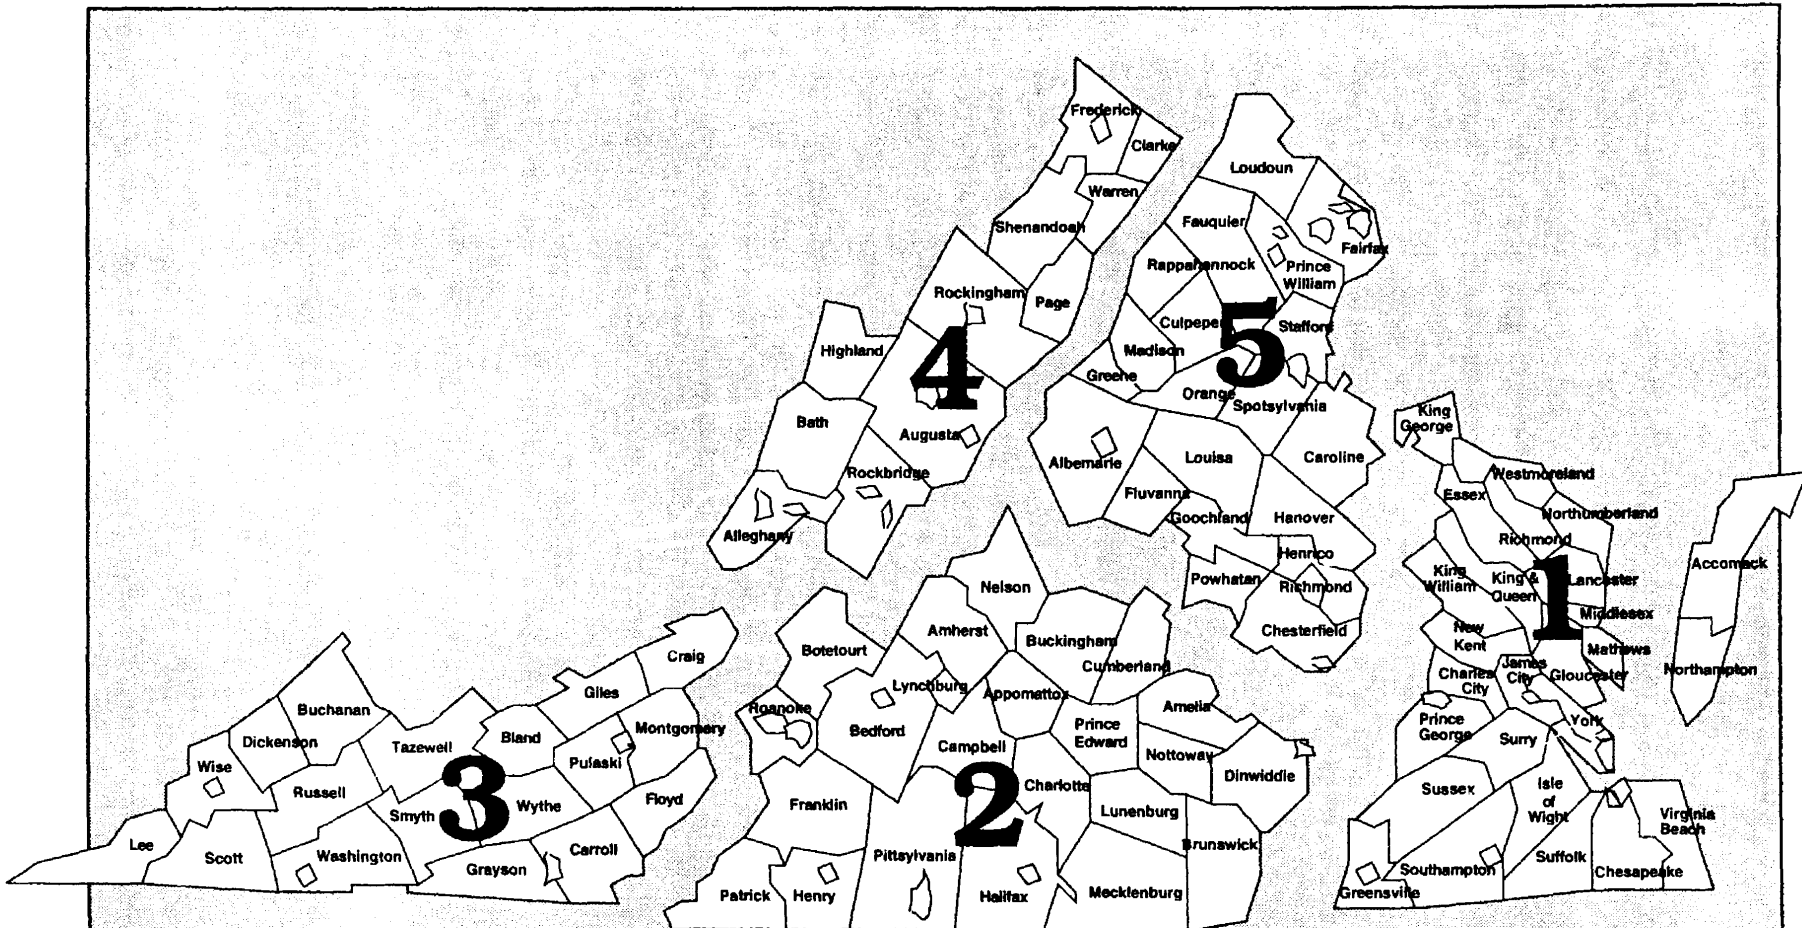 Frederick
Clarke
Warren
Shenandoah
Rockingham
Page
Highland
4
Bath
Augusta
Rockbridge
Alleghany
Loudoun
Fauquier
Fairfax
Rappahannock
Prince
William
Culpeper
5
Stafford
Madison
Greene
Orange
Spotsylvania
Albemarle
Louisa
Caroline
Fluvanna
Goochland
Hanover
Henrico
Powhatan
Richmond
Chesterfield
King
George
Westmoreland
Essex
Northumberland
Richmond
King
William
King &
Queen
1
Lancaster
Middlesex
New
Kent
Mathews
James
City
Gloucester
Charles
City
York
Prince
George
Surry
Sussex
Isle
of
Wight
Virginia
Beach
Southampton
Suffolk
Chesapeake
Greensville
Accomack
Northampton
Nelson
Amherst
Buckingham
Cumberland
Botetourt
Lynchburg
Appomattox
Roanoke
Bedford
Amelia
Prince
Edward
Campbell
Nottoway
Dinwiddie
Charlotte
2
Franklin
Lunenburg
Brunswick
Pittsylvania
Patrick
Henry
Halifax
Mecklenburg
Craig
Giles
Buchanan
Montgomery
Dickenson
Tazewell
Bland
Pulaski
Wise
Russell
3
Smyth
Wythe
Floyd
Lee
Scott
Washington
Grayson
Carroll